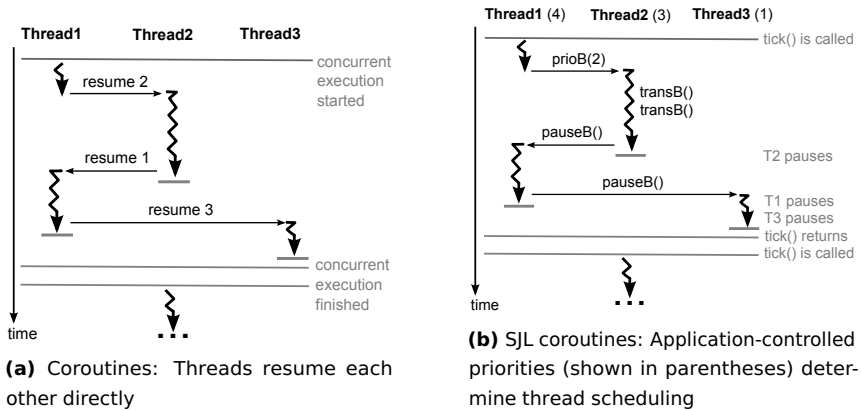 Thread1 Thread2 Thread3
concurrent
execution
started
resume 2
resume 1
resume 3
concurrent
execution
finished
time
(a) Coroutines: Threads resume each
other directly
Thread1 (4) Thread2 (3) Thread3 (1)
tick() is called
prioB(2)
transB()
transB()
pauseB()
T2 pauses
pauseB()
T1 pauses
T3 pauses
tick() returns
tick() is called
time
(b) SJL coroutines: Application-controlled
priorities (shown in parentheses) deter-
mine thread scheduling